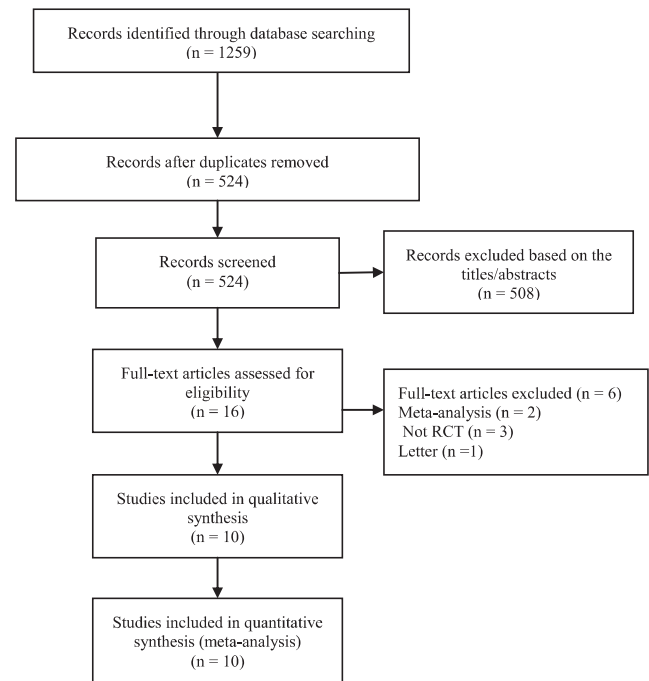 Records identified through database searching
(n = 1259)
Records after duplicates removed
(n = 524)
Records screened
(n = 524)
Records excluded based on the
titles/abstracts
(n = 508)
Full-text articles assessed for
eligibility
(n = 16)
Full-text articles excluded (n = 6)
Meta-analysis (n = 2)
Not RCT (n = 3)
Letter (n =1)
Studies included in qualitative
synthesis
(n = 10)
Studies included in quantitative
synthesis (meta-analysis)
(n = 10)